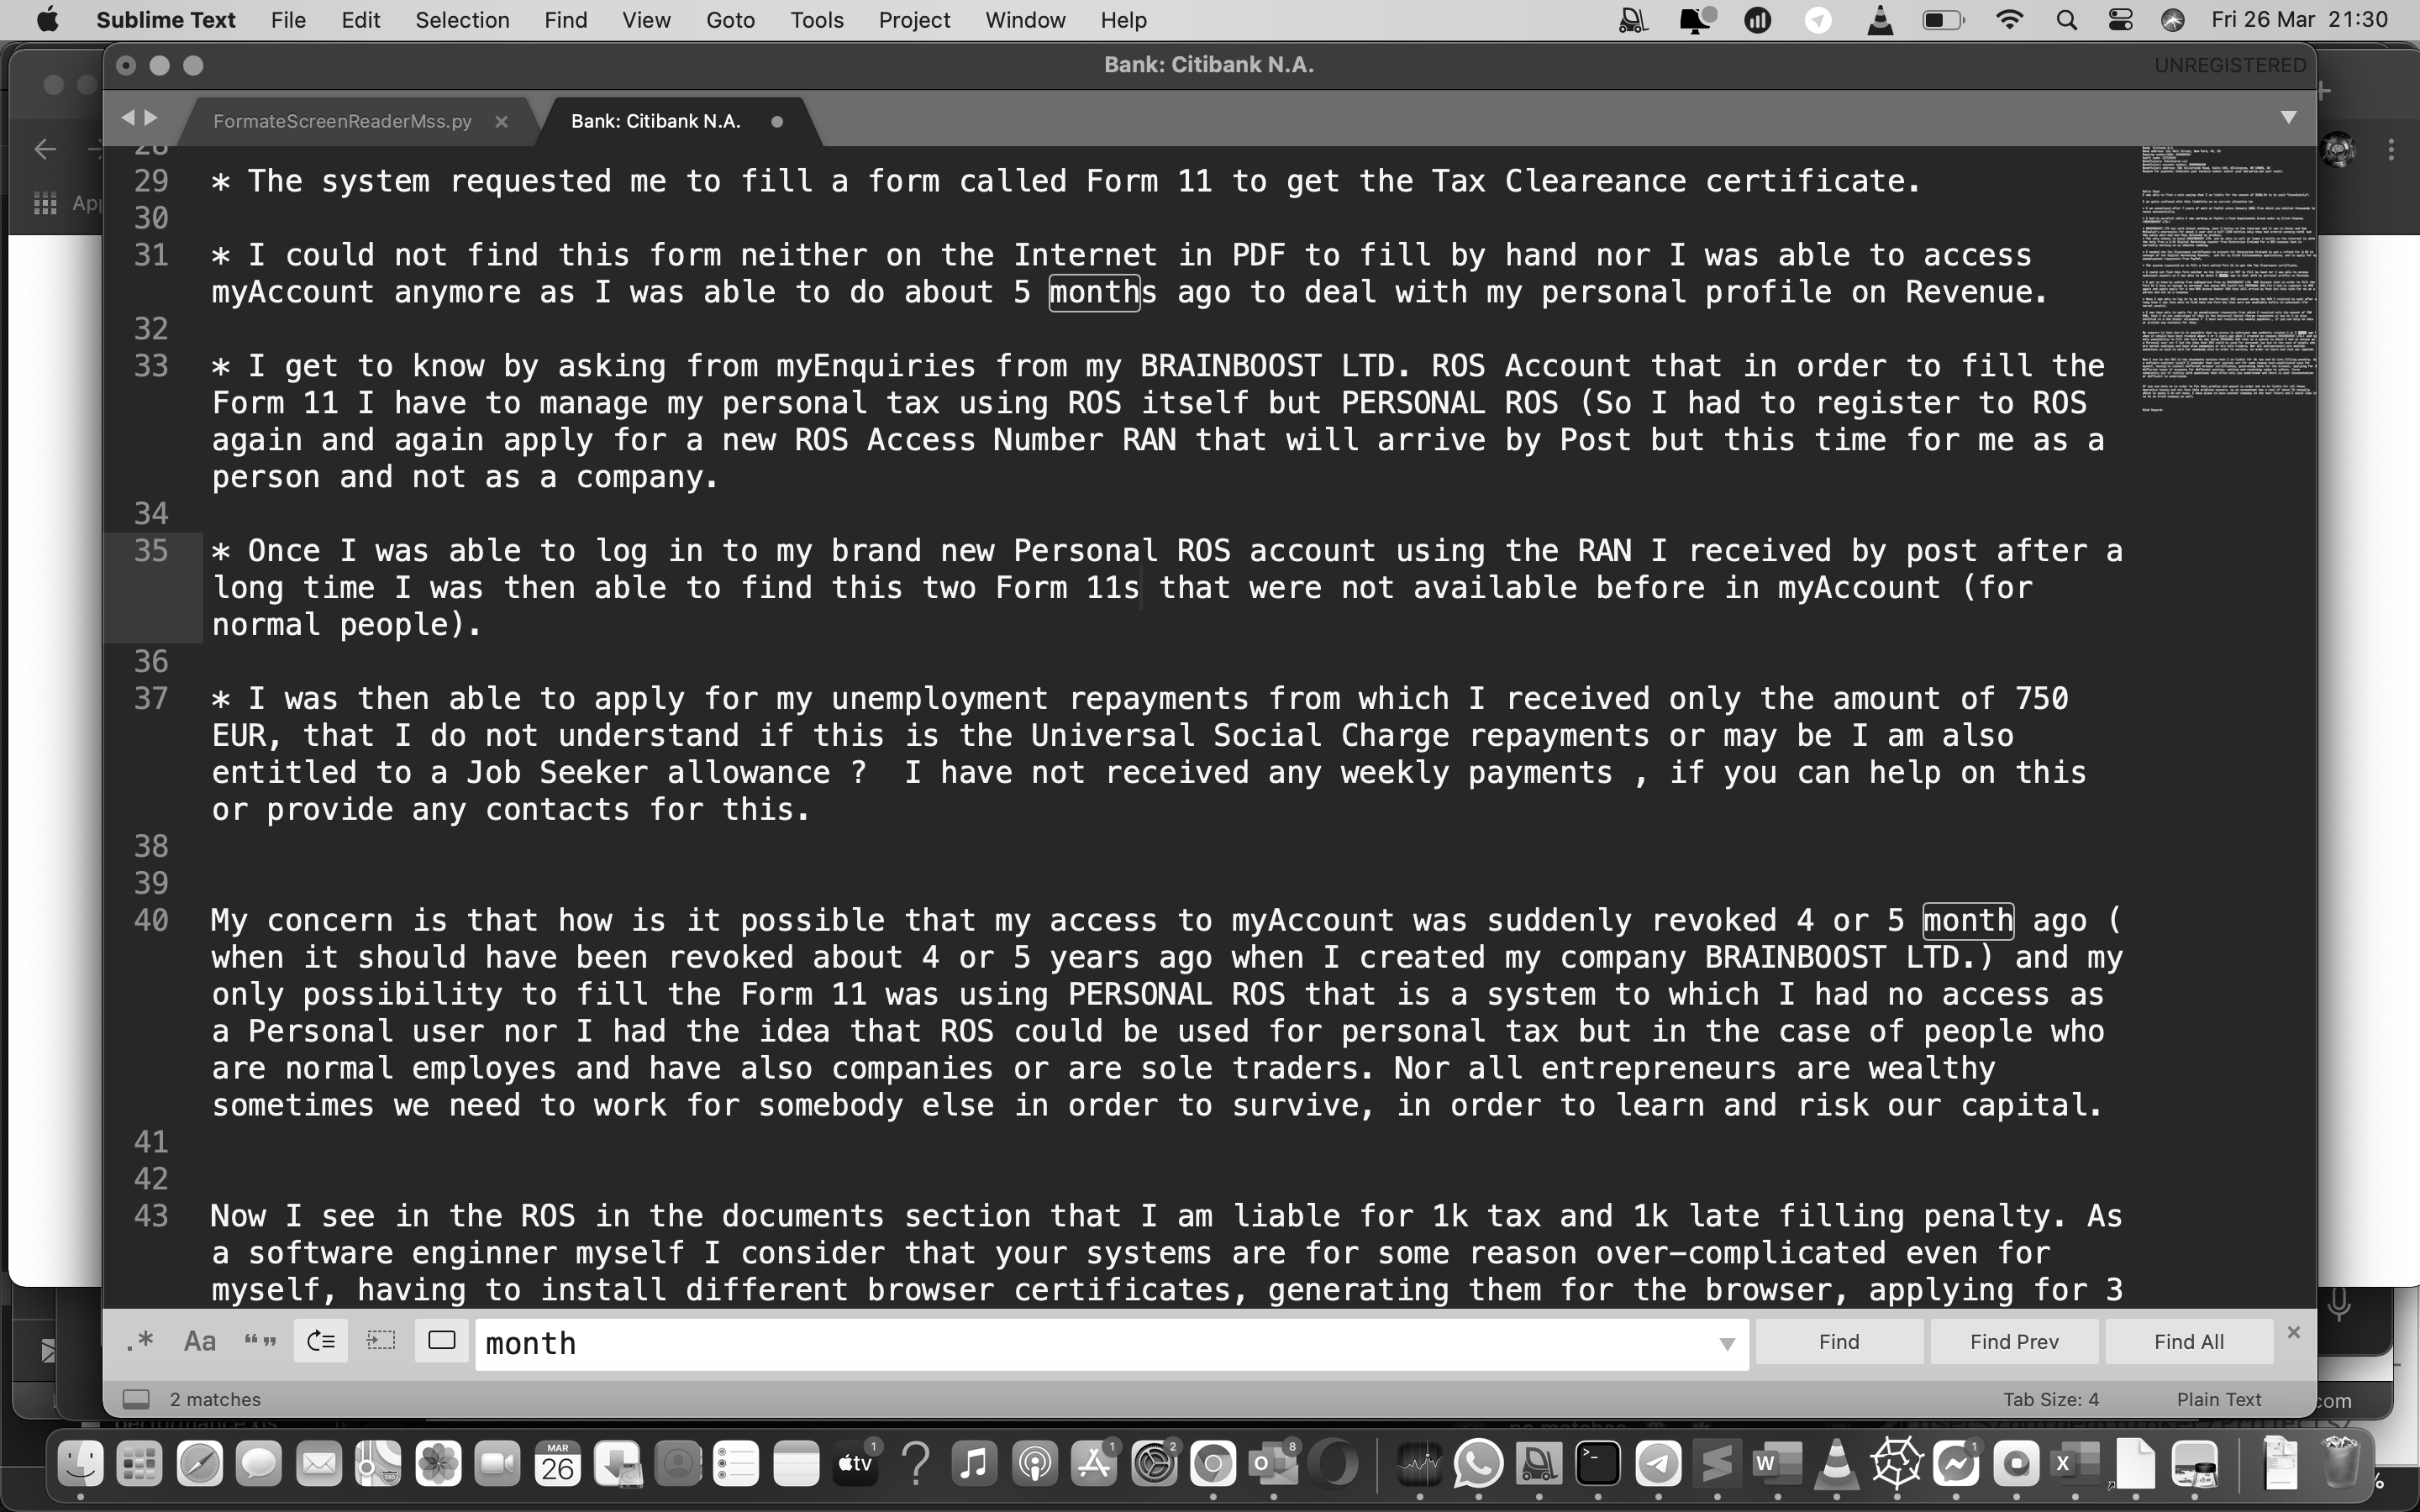 Sublime Text File Edit Selection Find View Goto Tools Project Window Help Fri 26 Mar 21:30
Bank: Citibank N.A. UNREGISTERED
FormateScreenReaderMss.py Bank: Citibank N.A.
28
29 * The system requested me to fill a form called Form 11 to get the Tax Cleareance certificate.
30
31 * I could not find this form neither on the Internet in PDF to fill by hand nor I was able to access
myAccount anymore as I was able to do about 5 months ago to deal with my personal profile on Revenue.
32
33 * I get to know by asking from myEnquiries from my BRAINBOOST LTD. ROS Account that in order to fill the
Form 11 I have to manage my personal tax using ROS itself but PERSONAL ROS (So I had to register to ROS
again and again apply for a new ROS Access Number RAN that will arrive by Post but this time for me as a
person and not as a company.
34
35 * Once I was able to log in to my brand new Personal ROS account using the RAN I received by post after a
long time I was then able to find this two Form 11s that were not available before in myAccount (for
normal people).
36
37 * I was then able to apply for my unemployment repayments from which I received only the amount of 750
EUR, that I do not understand if this is the Universal Social Charge repayments or may be I am also
entitled to a Job Seeker allowance ?  I have not received any weekly payments , if you can help on this
or provide any contacts for this.
38
39
40 My concern is that how is it possible that my access to myAccount was suddenly revoked 4 or 5 month ago (
when it should have been revoked about 4 or 5 years ago when I created my company BRAINBOOST LTD.) and my
only possibility to fill the Form 11 was using PERSONAL ROS that is a system to which I had no access as
a Personal user nor I had the idea that ROS could be used for personal tax but in the case of people who
are normal employes and have also companies or are sole traders. Nor all entrepreneurs are wealthy
sometimes we need to work for somebody else in order to survive, in order to learn and risk our capital.
41
42
43 Now I see in the ROS in the documents section that I am liable for 1k tax and 1k late filling penalty. As
a software enginner myself I consider that your systems are for some reason over-complicated even for
myself, having to install different browser certificates, generating them for the browser, applying for 3
.* Aa “” month Find Find Prev Find All
2 matches Tab Size: 4 Plain Text
com
MAR
26
tv
1
1
2
8
1